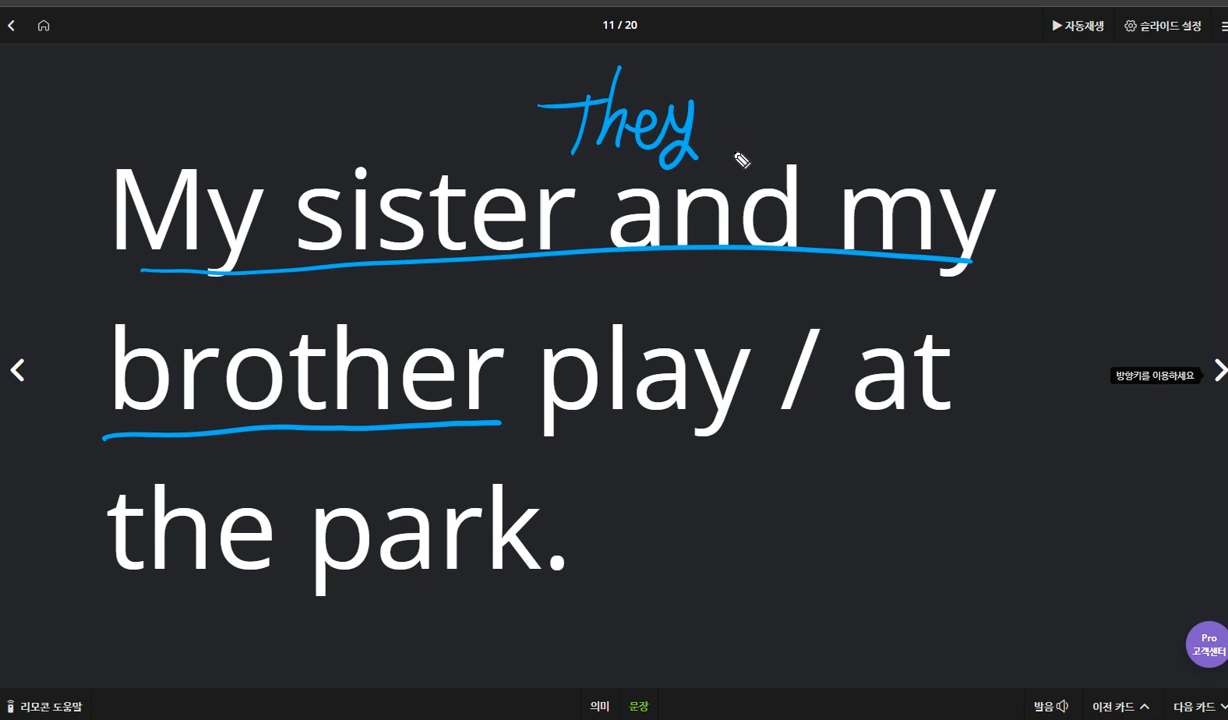 11 / 20
자동재생
슬라이드 설정
They
My sister and my
brother play / at
the park.
방향키를 이용하세요
Pro
고객센터
리모콘 도움말
의미
문장
발음
이전 카드
다음 카드